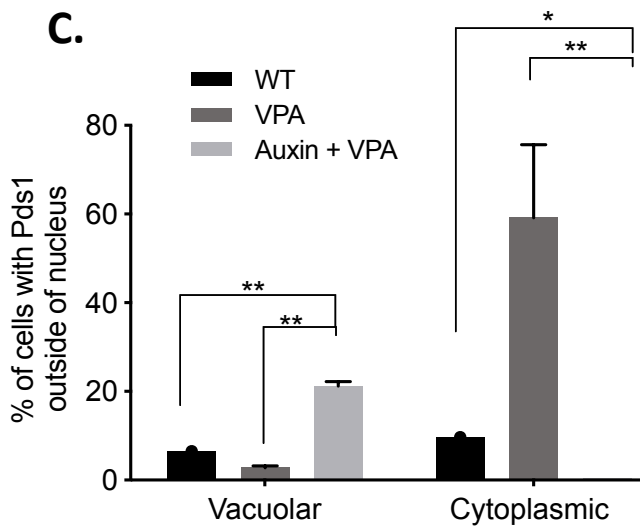 C.
WT
VPA
Auxin + VPA
*
**
**
**
% of cells with Pds1
outside of nucleus
80
60
40
20
0
Vacuolar
Cytoplasmic